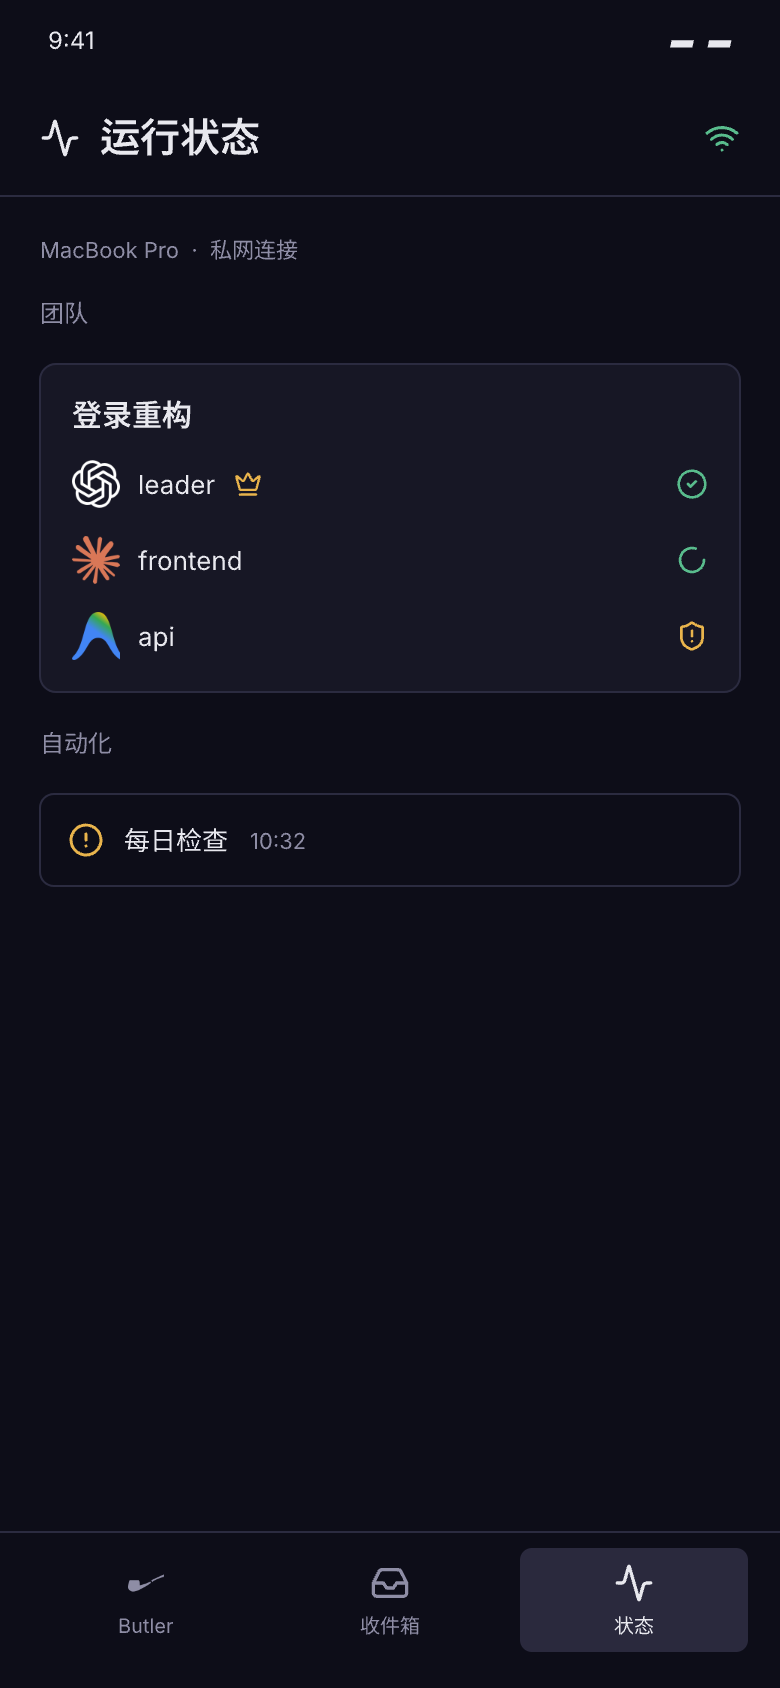 9:41
运行状态
MacBook Pro · 私网连接
团队
登录重构
leader
frontend
api
自动化
每日检查 10:32
Butler
收件箱
状态